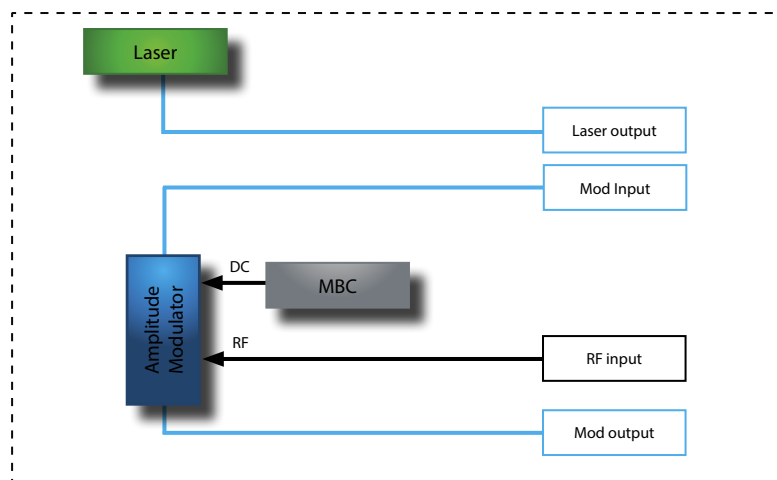 Laser
Laser output
Mod Input
DC
MBC
Amplitude
Modulator
RF
RF input
Mod output